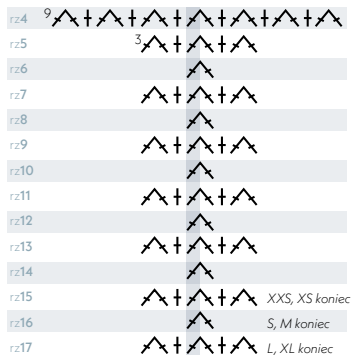 rz4 9
rz5 3
rz6
rz7
rz8
rz9
rz10
rz11
rz12
rz13
rz14
rz15 XXS, XS koniec
rz16 S, M koniec
rz17 L, XL koniec